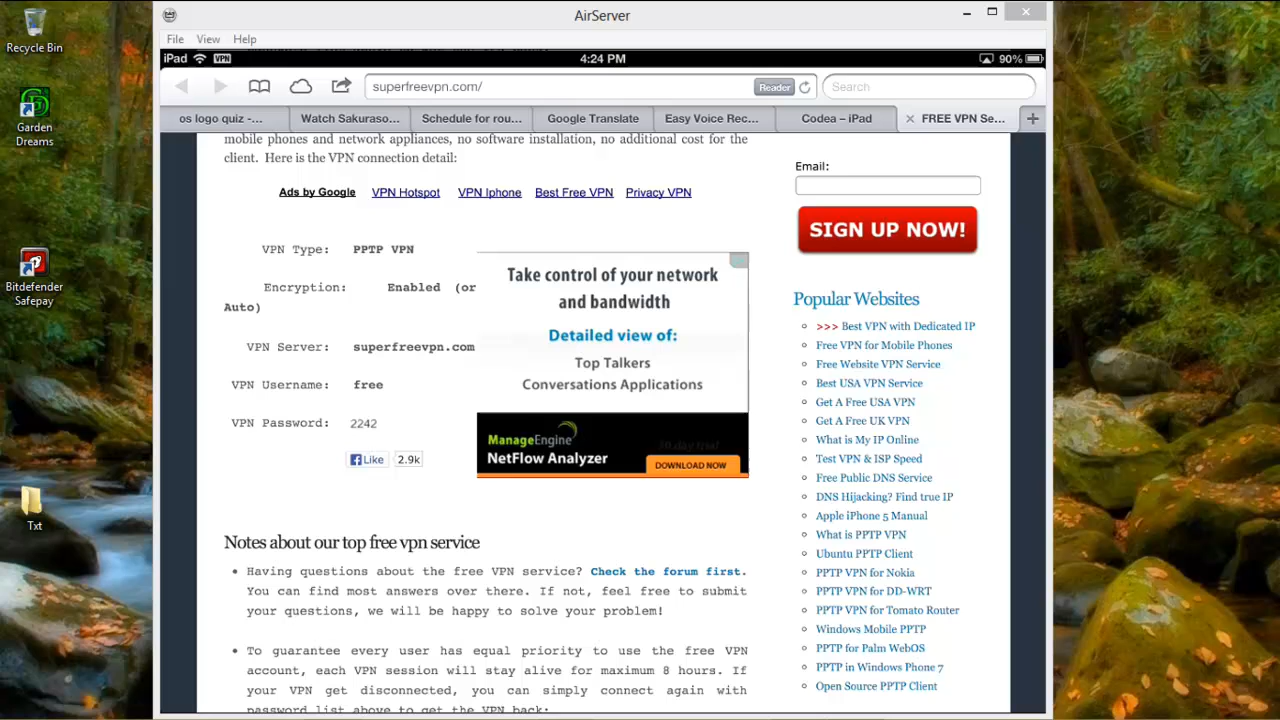 Recycle Bin
Garden
Dreams
Bitdefender
Safepay
Txt
AirServer
File View Help
iPad VPN 4:24 PM 90%
superfreevpn.com/ Reader Search
os logo quiz -... Watch Sakuraso... Schedule for rou... Google Translate Easy Voice Rec... Codea – iPad FREE VPN Se...
mobile phones and network appliances, no software installation, no additional cost for the
client. Here is the VPN connection detail:
Ads by Google VPN Hotspot VPN Iphone Best Free VPN Privacy VPN
VPN Type: PPTP VPN
Encryption: Enabled (or
Auto)
VPN Server: superfreevpn.com
VPN Username: free
VPN Password: 2242
Like 2.9k
Take control of your network
and bandwidth
Detailed view of:
Top Talkers
Conversations Applications
ManageEngine
30 day trial
NetFlow Analyzer
DOWNLOAD NOW
Notes about our top free vpn service
• Having questions about the free VPN service? Check the forum first.
You can find most answers over there. If not, feel free to submit
your questions, we will be happy to solve your problem!
• To guarantee every user has equal priority to use the free VPN
account, each VPN session will stay alive for maximum 8 hours. If
your VPN get disconnected, you can simply connect again with
password list above to get the VPN back;
Email:
SIGN UP NOW!
Popular Websites
>>> Best VPN with Dedicated IP
Free VPN for Mobile Phones
Free Website VPN Service
Best USA VPN Service
Get A Free USA VPN
Get A Free UK VPN
What is My IP Online
Test VPN & ISP Speed
Free Public DNS Service
DNS Hijacking? Find true IP
Apple iPhone 5 Manual
What is PPTP VPN
Ubuntu PPTP Client
PPTP VPN for Nokia
PPTP VPN for DD-WRT
PPTP VPN for Tomato Router
Windows Mobile PPTP
PPTP for Palm WebOS
PPTP in Windows Phone 7
Open Source PPTP Client